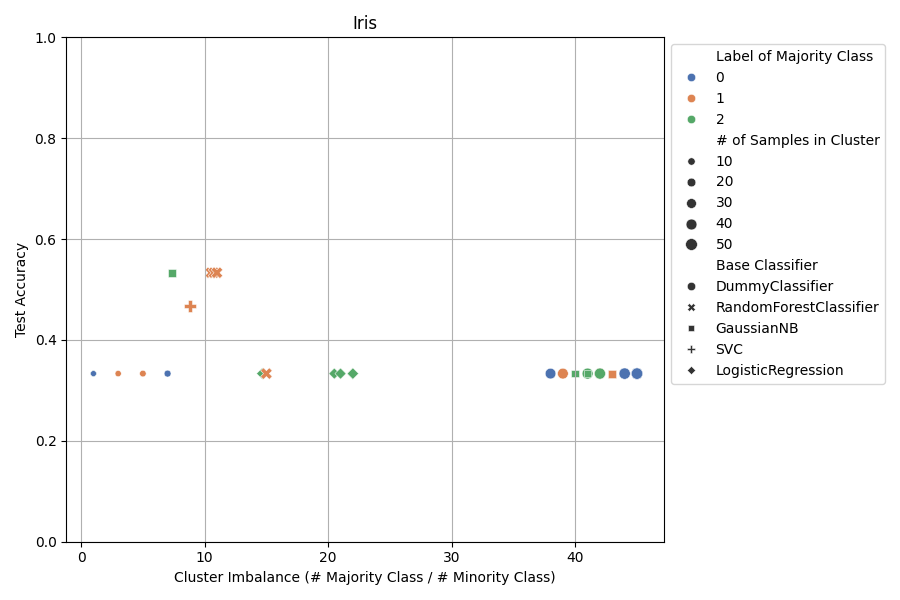 Iris
1.0
0.8
0.6
0.4
0.2
0.0
Test Accuracy
0
10
20
30
40
Cluster Imbalance (# Majority Class / # Minority Class)
Label of Majority Class
0
1
2
# of Samples in Cluster
10
20
30
40
50
Base Classifier
DummyClassifier
RandomForestClassifier
GaussianNB
SVC
LogisticRegression